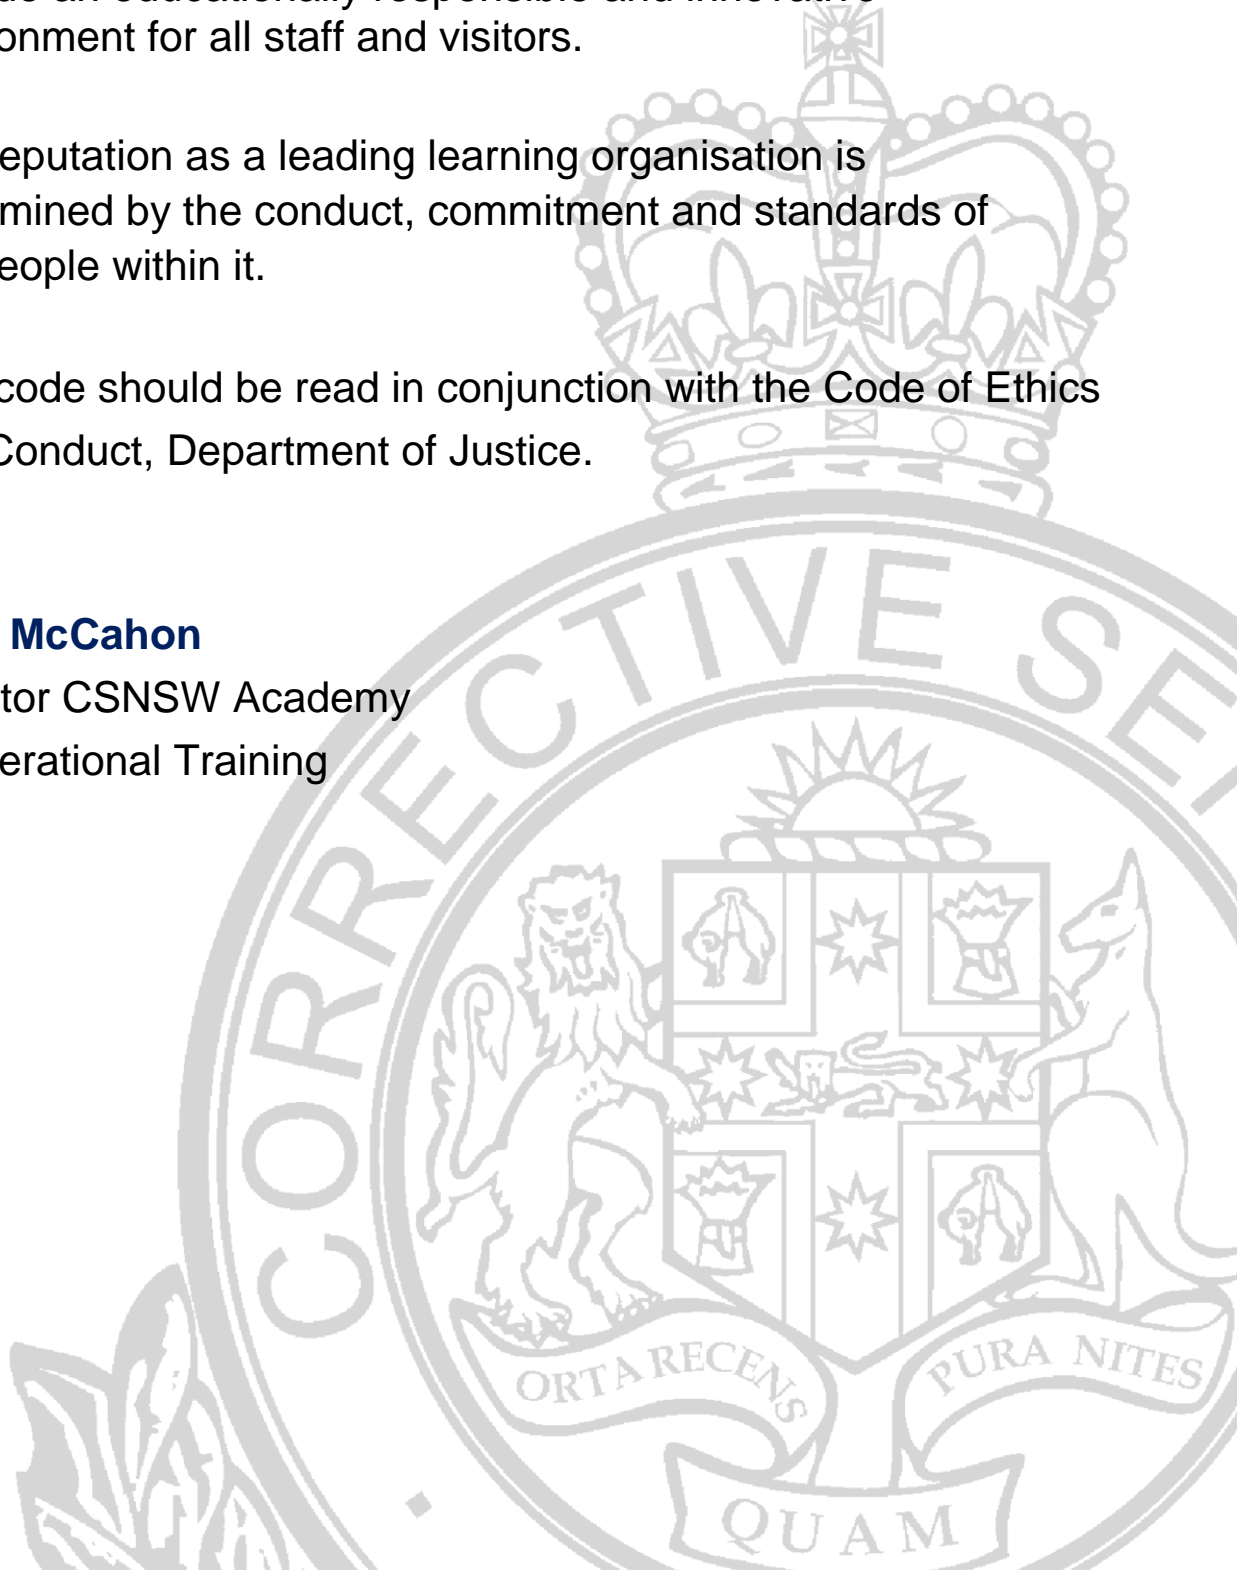 onment for all staff and visitors.
eputation as a leading learning organisation is
mined by the conduct, commitment and standards of
eople within it.
code should be read in conjunction with the Code of Ethics
Conduct, Department of Justice.
McCahon
tor CSNSW Academy
erational Training
CORRECTIVE SE
ORTA RECENS
PURA NITES
QUAM